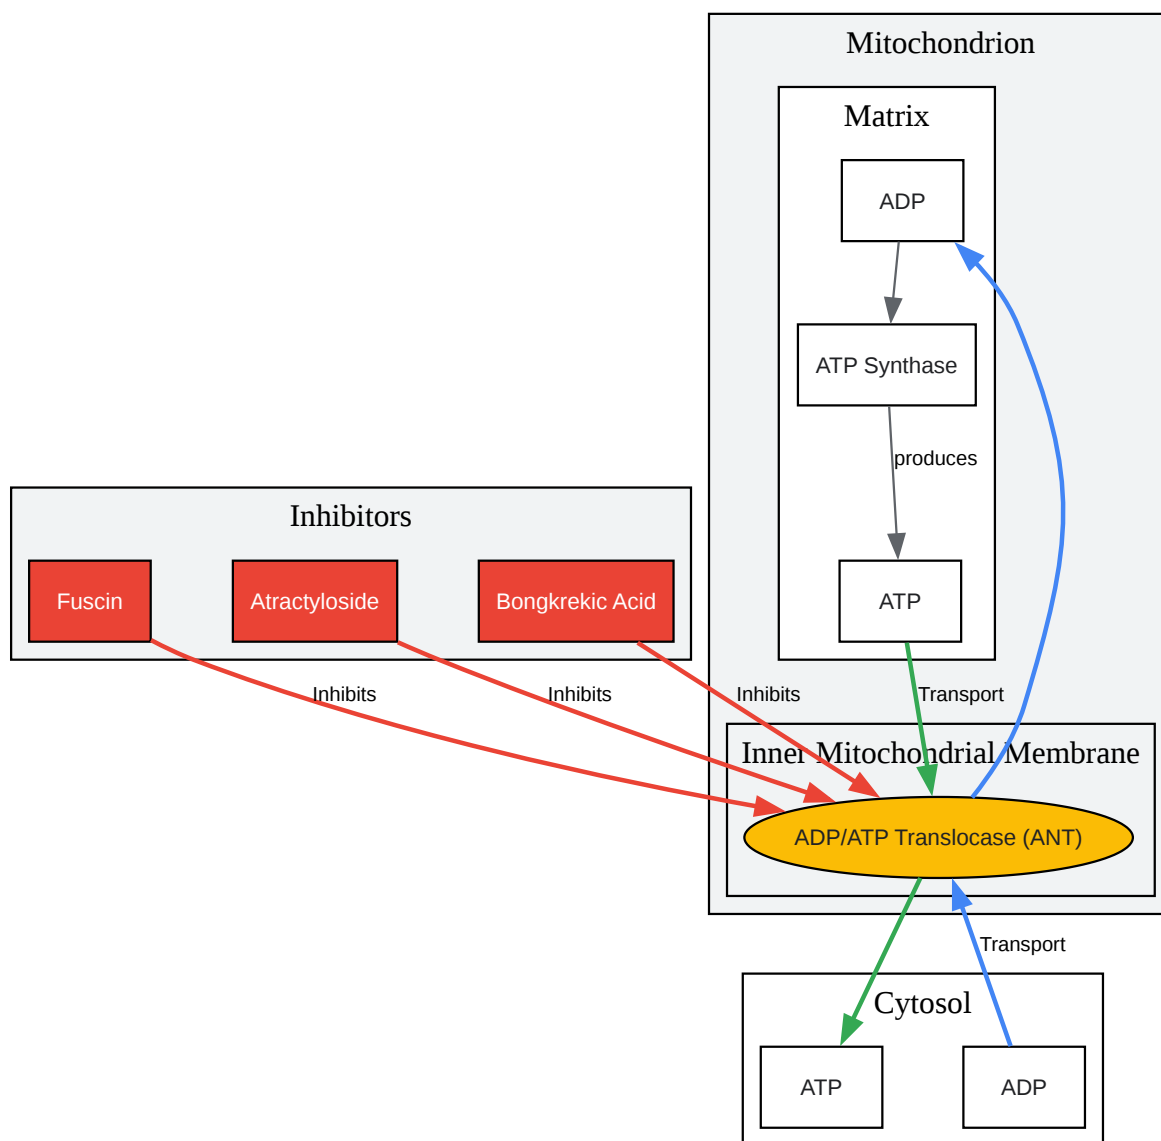 Mitochondrion
Matrix
ADP
ATP Synthase
produces
Inhibitors
Fuscin
Atractyloside
Bongkrekic Acid
ATP
Inhibits
Inhibits
Inhibits
Transport
Inner Mitochondrial Membrane
ADP/ATP Translocase (ANT)
Transport
Cytosol
ATP
ADP